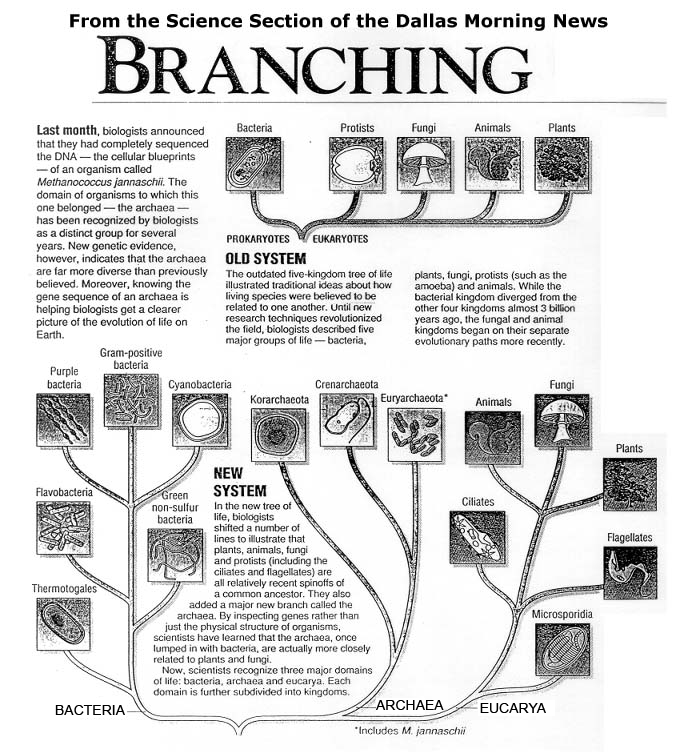 From the Science Section of the Dallas Morning News
BRANCHING
Last month, biologists announced
that they had completely sequenced
the DNA — the cellular blueprints
— of an organism called
Methanococcus jannaschii. The
domain of organisms to which this
one belonged — the archaea —
has been recognized by biologists
as a distinct group for several
years. New genetic evidence,
however, indicates that the archaea
are far more diverse than previously
believed. Moreover, knowing the
gene sequence of an archaea is
helping biologists get a clearer
picture of the evolution of life on
Earth.
Bacteria
Protists
Fungi
Animals
Plants
PROKARYOTES
EUKARYOTES
OLD SYSTEM
The outdated five-kingdom tree of life
illustrated traditional ideas about how
living species were believed to be
related to one another. Until new
research techniques revolutionized
the field, biologists described five
major groups of life — bacteria,
plants, fungi, protists (such as the
amoeba) and animals. While the
bacterial kingdom diverged from the
other four kingdoms almost 3 billion
years ago, the fungal and animal
kingdoms began on their separate
evolutionary paths more recently.
Purple
bacteria
Gram-positive
bacteria
Cyanobacteria
Korarchaeota
Crenarchaeota
Euryarchaeota*
Animals
Fungi
Plants
Flavobacteria
Green
non-sulfur
bacteria
Ciliates
Flagellates
Thermotogales
Microsporidia
NEW
SYSTEM
In the new tree of
life, biologists
shifted a number of
lines to illustrate that
plants, animals, fungi
and protists (including the
ciliates and flagellates) are
all relatively recent spinoffs of
a common ancestor. They also
added a major new branch called the
archaea. By inspecting genes rather than
just the physical structure of organisms,
scientists have learned that the archaea, once
lumped in with bacteria, are actually more closely
related to plants and fungi.
Now, scientists recognize three major domains
of life: bacteria, archaea and eucarya. Each
domain is further subdivided into kingdoms.
BACTERIA
ARCHAEA
EUCARYA
*Includes M. jannaschii